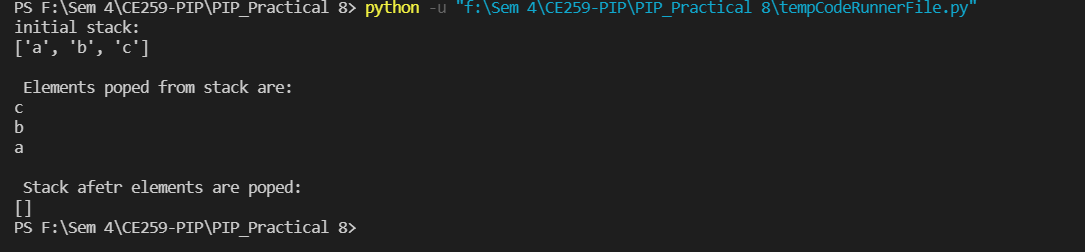 PS F:\Sem 4\CE259-PIP\PIP_Practical 8> python -u "f:\Sem 4\CE259-PIP\PIP_Practical 8\tempCodeRunnerFile.py"
initial stack:
['a', 'b', 'c']
Elements poped from stack are:
c
b
a
Stack afetr elements are poped:
[]
PS F:\Sem 4\CE259-PIP\PIP_Practical 8>